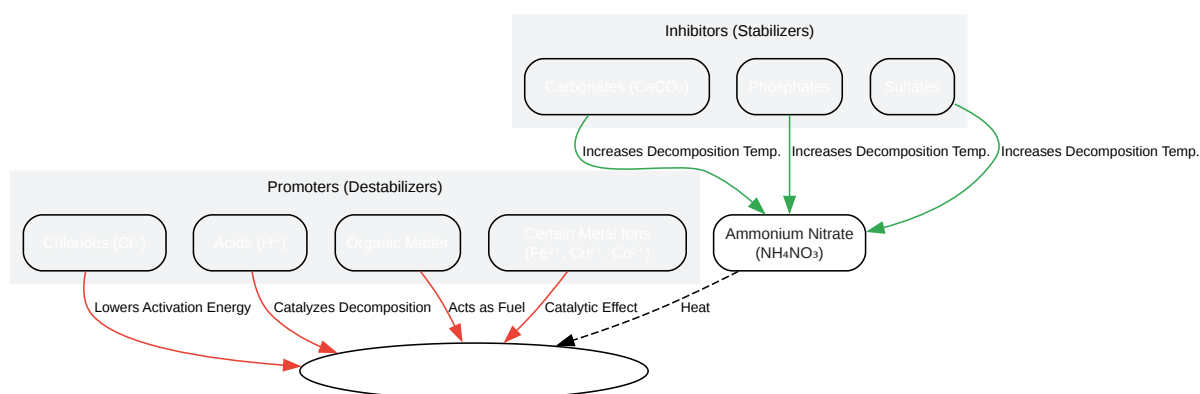 Inhibitors (Stabilizers)
Carbonates (CaCO₃)
Phosphates
Sulfates
Increases Decomposition Temp.
Increases Decomposition Temp.
Increases Decomposition Temp.
Promoters (Destabilizers)
Chlorides (Cl⁻)
Acids (H⁺)
Organic Matter
Certain Metal Ions
(Fe³⁺, Cu²⁺, Co²⁺)
Ammonium Nitrate
(NH₄NO₃)
Lowers Activation Energy
Catalyzes Decomposition
Acts as Fuel
Catalytic Effect
Heat